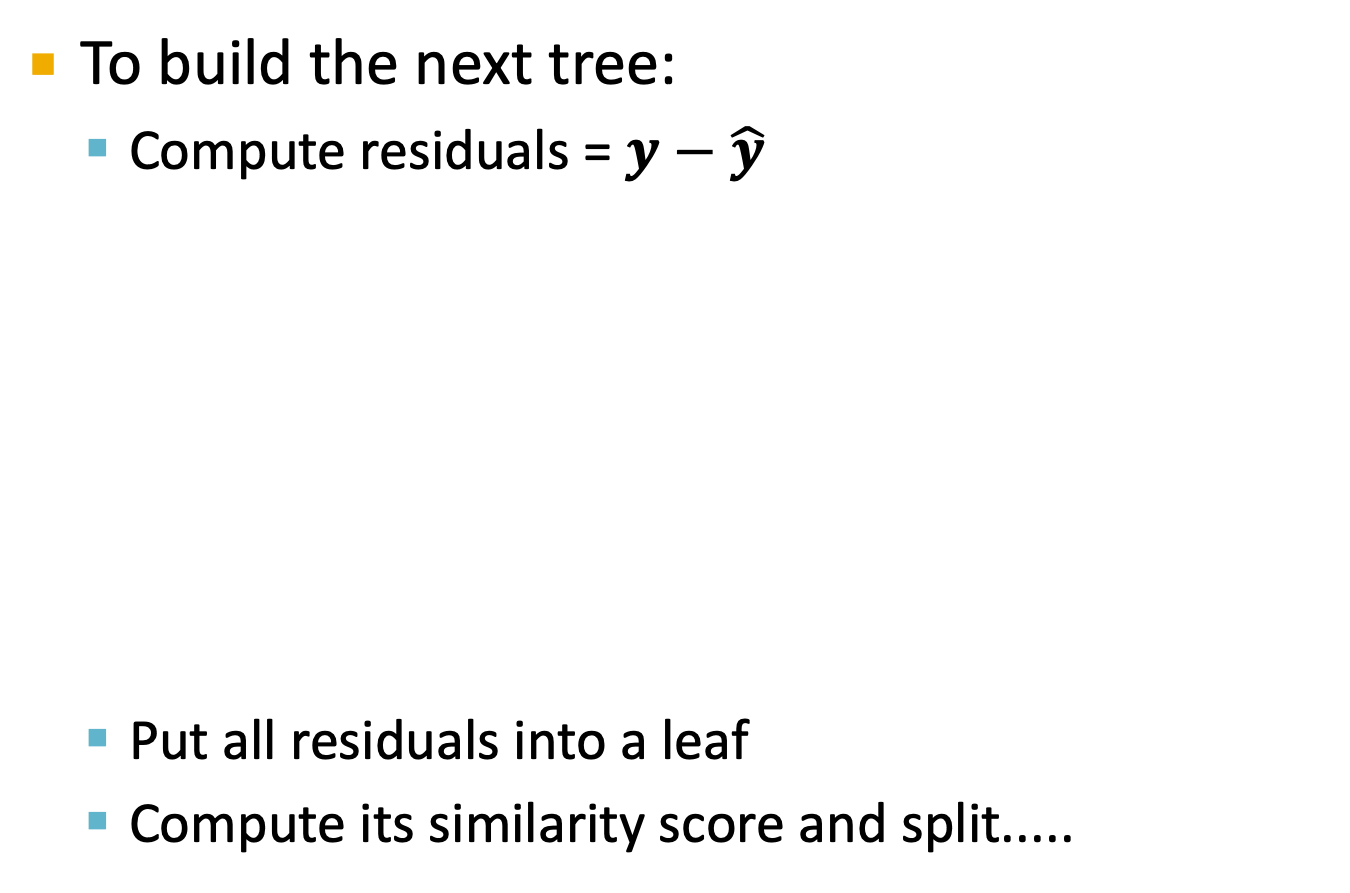 To build the next tree:
Compute residuals = y − ŷ
Put all residuals into a leaf
Compute its similarity score and split.....